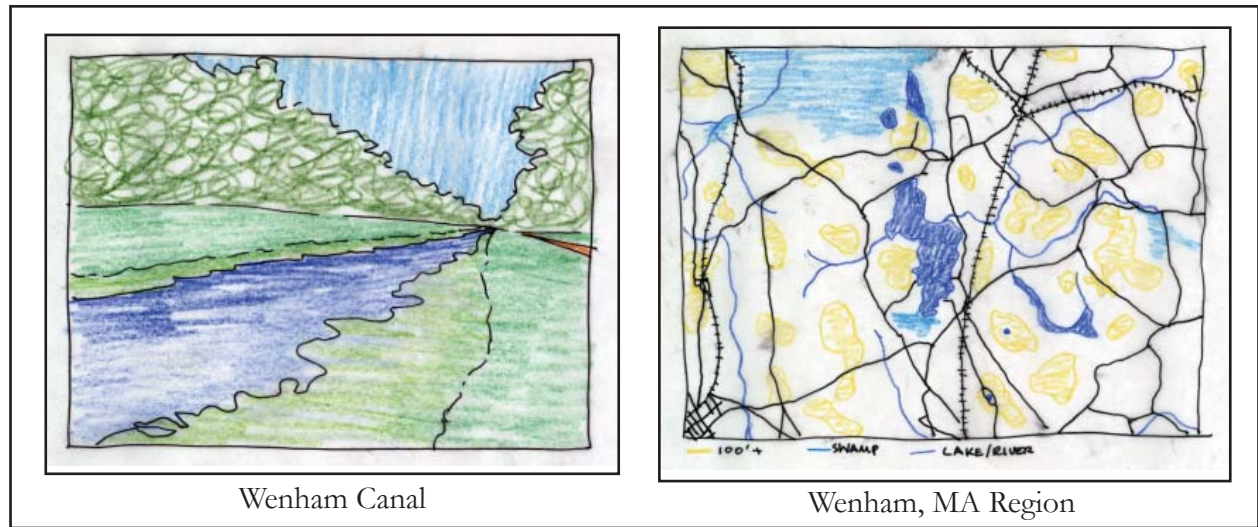 100'+
SWAMP
LAKE/RIVER
Wenham Canal
Wenham, MA Region